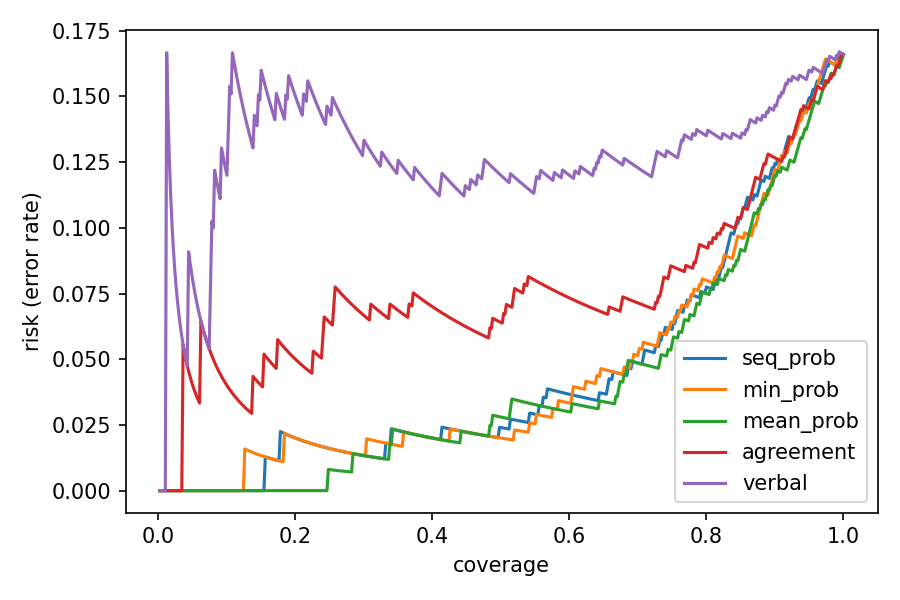 0.175
0.150
0.125
0.100
0.075
0.050
0.025
0.000
risk (error rate)
seq_prob
min_prob
mean_prob
agreement
verbal
0.0 0.2 0.4 0.6 0.8 1.0
coverage